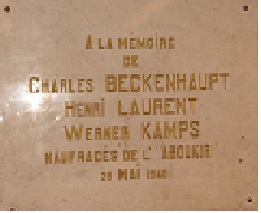 À LA MÉMOIRE
DE
CHARLES BECKENHAUPT
HENRI LAURENT
WERNER KAMPS
NAUFRAGÉS DE L' "ABOUKIR"
28 MAI 1940